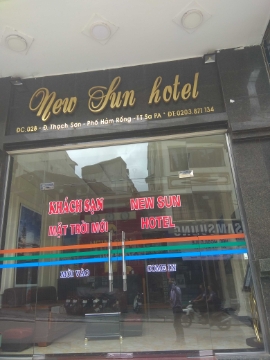 New Sun hotel
ĐC.028 - Đ. Thạch Sơn - Phố Hàm Rồng - TT Sa PA * ĐT: 0203.871 134
KHÁCH SẠN
MẶT TRỜI MỚI
NEW SUN
HOTEL
SAMSUNG
MỜI VÀO
COME IN